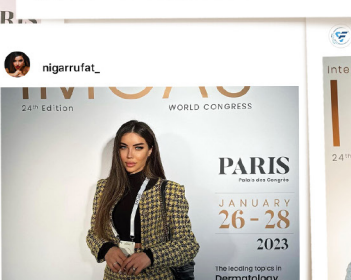 nigarrufat_
24th Edition
WORLD CONGRESS
PARIS
Palais des Congrès
JANUARY
26 - 28
2023
The leading topics in
Dermatology
Inte
24th